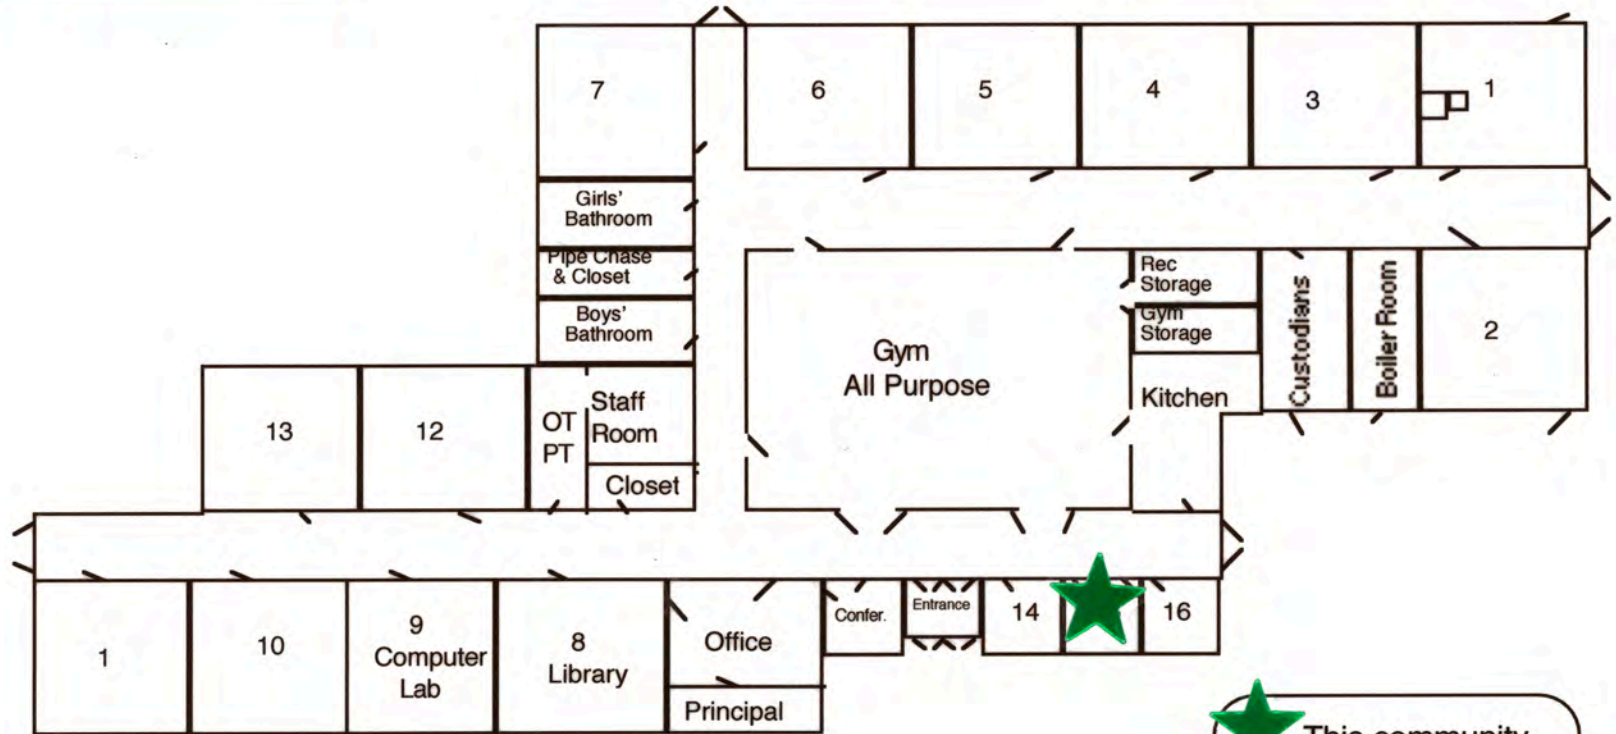 7
6
5
4
3
1
Girls'
Bathroom
Pipe Chase
& Closet
Boys'
Bathroom
Rec
Storage
Gym
Storage
Custodians
Boiler Room
2
Gym
All Purpose
Kitchen
13
12
OT
PT
Staff
Room
Closet
1
10
9
Computer
Lab
8
Library
Office
Principal
Confer.
Entrance
14
16
This community